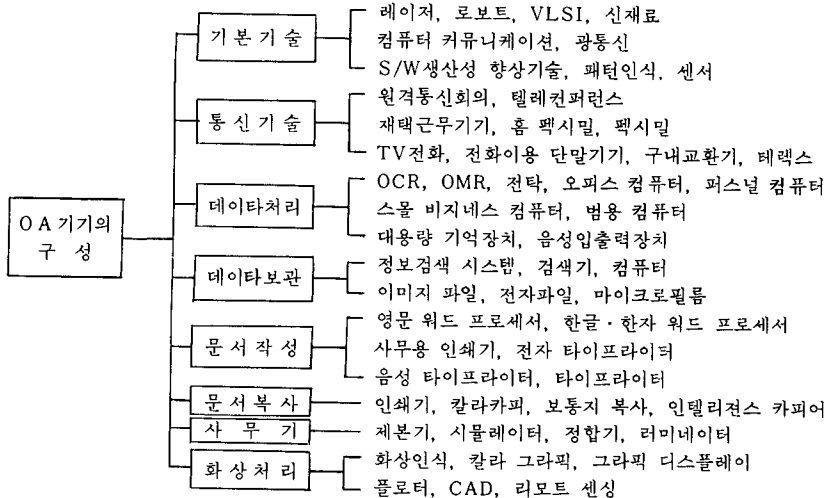 레이저, 로보트, VLSI, 신재료
기본기술
컴퓨터 커뮤니케이션, 광통신
S/W생산성 향상기술, 패턴인식, 센서
원격통신회의, 텔레컨퍼런스
통신기술
재택근무기기, 홈 펙시밀, 펙시밀
TV전화, 전화이용 단말기기, 구내교환기, 테렉스
OCR, OMR, 전탁, 오피스 컴퓨터, 퍼스널 컴퓨터
데이타처리
스몰 비지네스 컴퓨터, 범용 컴퓨터
대용량 기억장치, 음성입출력장치
OA기기의
구 성
정보검색 시스템, 검색기, 컴퓨터
데이타보관
이미지 파일, 전자파일, 마이크로필름
영문 워드 프로세서, 한글·한자 워드 프로세서
문서작성
사무용 인쇄기, 전자 타이프라이터
음성 타이프라이터, 타이프라이터
문서복사
인쇄기, 칼라카피, 보통지 복사, 인텔리젼스 카피어
사 무 기
제본기, 시뮬레이터, 정합기, 러미네이터
화상인식, 칼라 그라픽, 그라픽 디스플레이
화상처리
플로터, CAD, 리모트 센싱